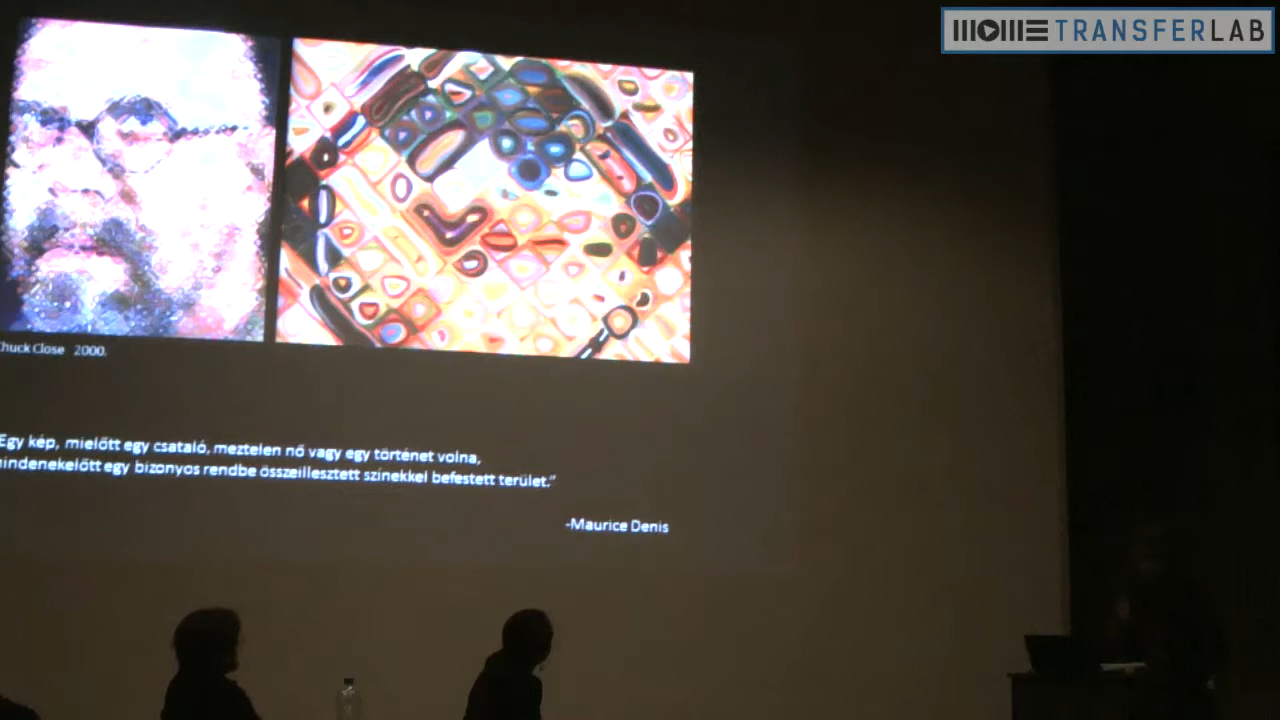 MOME TRANSFERLAB
Chuck Close 2000.
Egy kép, mielőtt egy csataló, meztelen nő vagy egy történet volna,
mindenekelőtt egy bizonyos rendbe összeillesztett színekkel befestett terület.”
-Maurice Denis